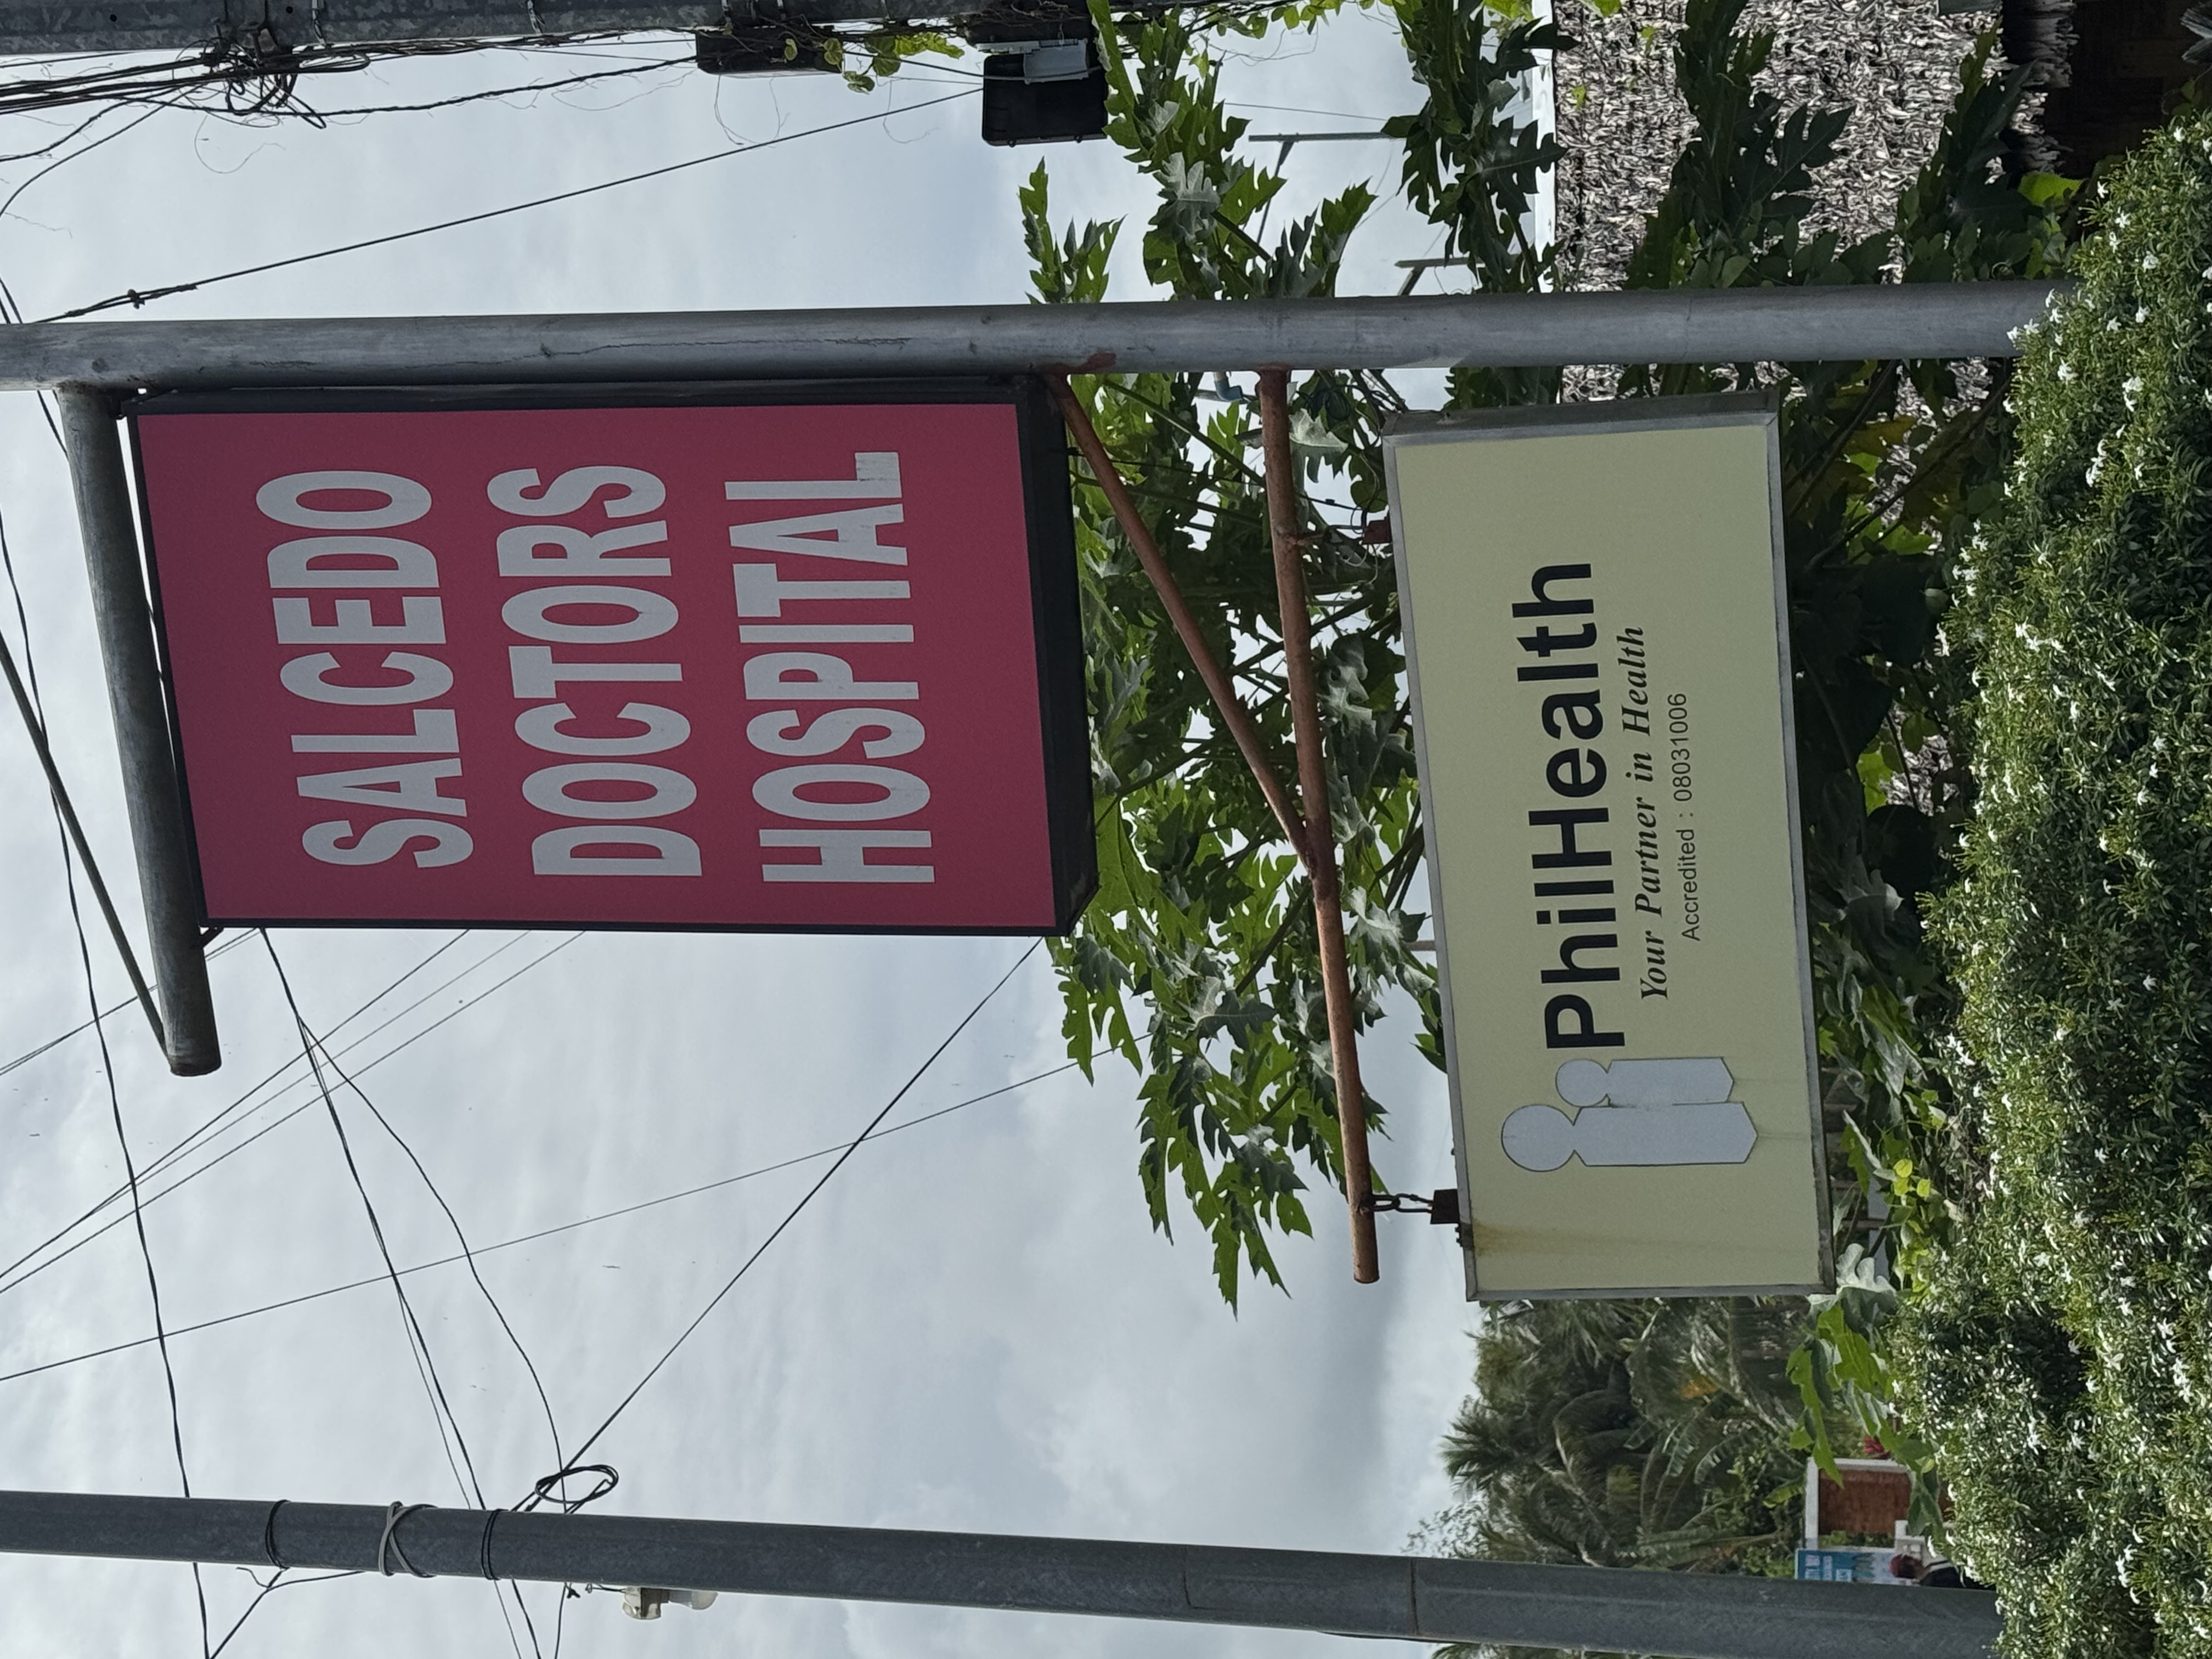 SALCEDO
DOCTORS
HOSPITAL
PhilHealth
Your Partner in Health
Accredited : 08031006